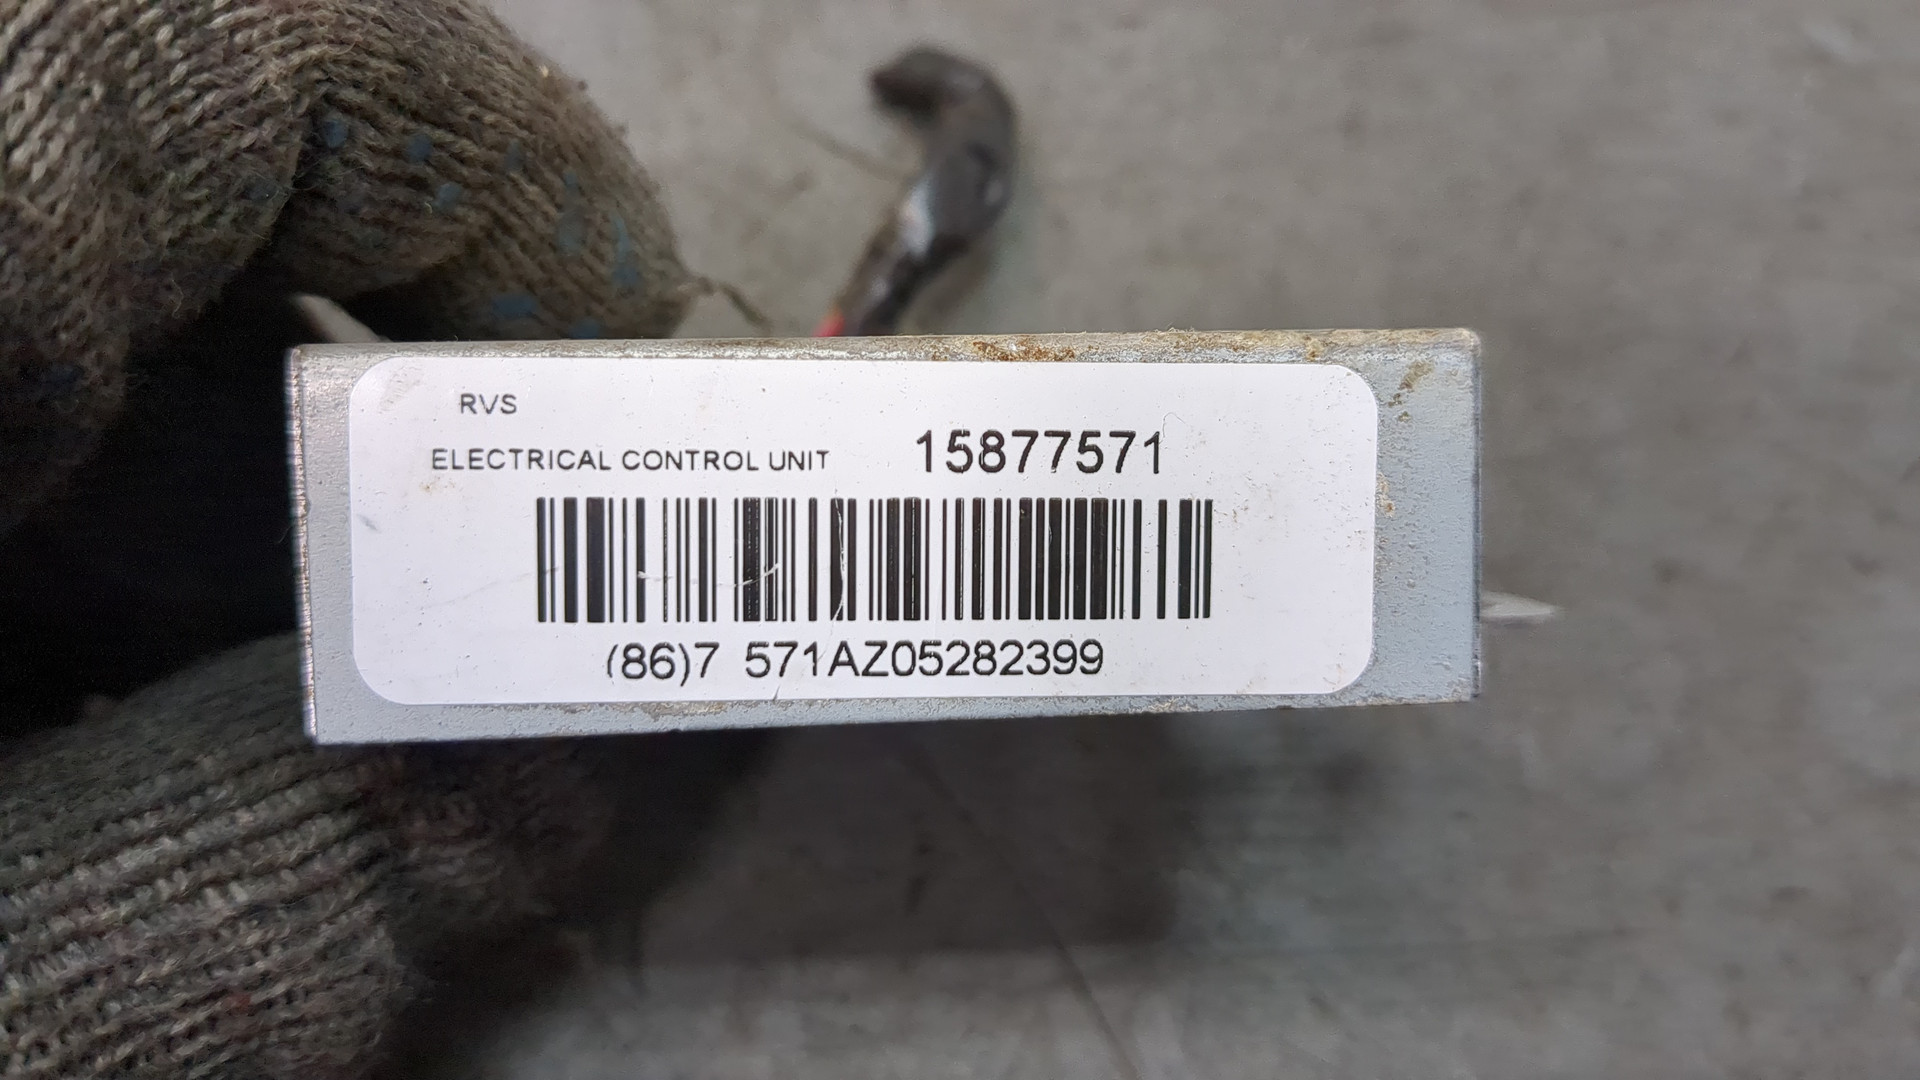 RVS
ELECTRICAL CONTROL UNIT 15877571
(86)7 571AZ05282399